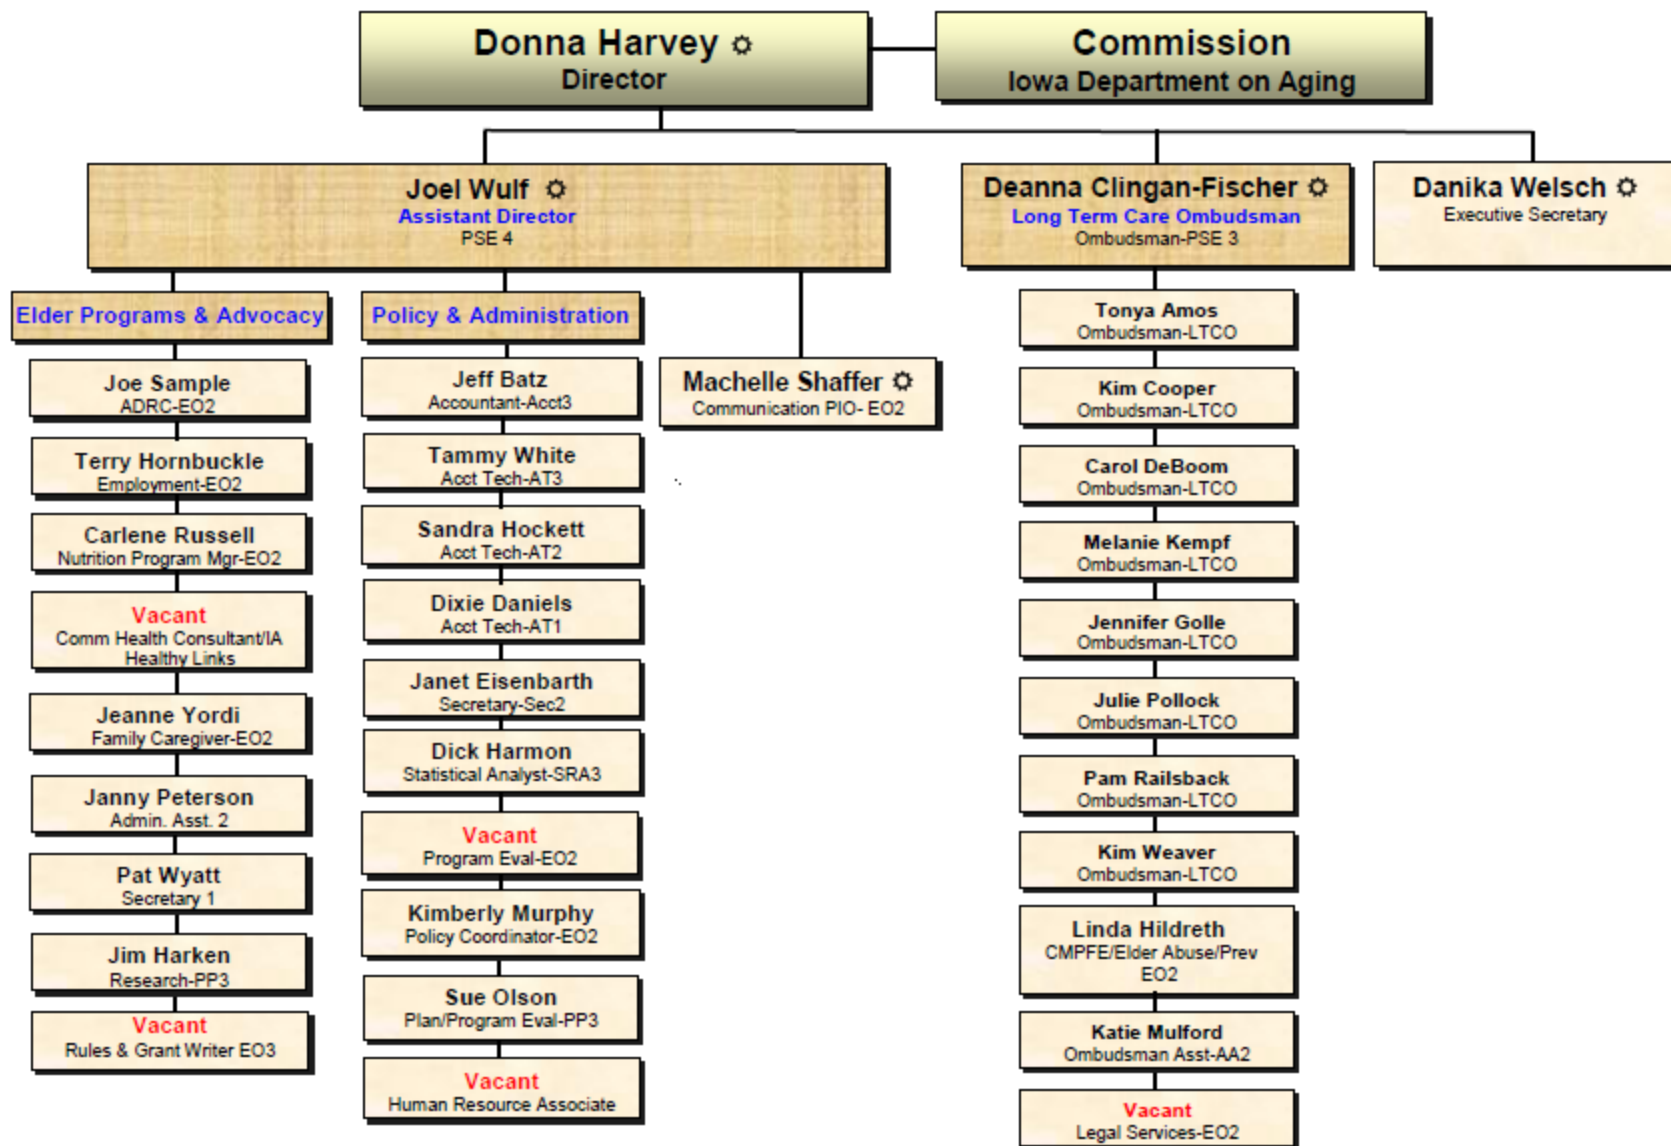 Donna Harvey
Director
Commission
Iowa Department on Aging
Joel Wulf
Assistant Director
PSE 4
Deanna Clingan-Fischer
Long Term Care Ombudsman
Ombudsman-PSE 3
Danika Welsch
Executive Secretary
Elder Programs & Advocacy
Joe Sample
ADRC-EO2
Terry Hornbuckle
Employment-EO2
Carlene Russell
Nutrition Program Mgr-EO2
Vacant
Comm Health Consultant/IA
Healthy Links
Jeanne Yordi
Family Caregiver-EO2
Janny Peterson
Admin. Asst. 2
Pat Wyatt
Secretary 1
Jim Harken
Research-PP3
Vacant
Rules & Grant Writer EO3
Policy & Administration
Jeff Batz
Accountant-Acct3
Tammy White
Acct Tech-AT3
Sandra Hockett
Acct Tech-AT2
Dixie Daniels
Acct Tech-AT1
Janet Eisenbarth
Secretary-Sec2
Dick Harmon
Statistical Analyst-SRA3
Vacant
Program Eval-EO2
Kimberly Murphy
Policy Coordinator-EO2
Sue Olson
Plan/Program Eval-PP3
Vacant
Human Resource Associate
Machelle Shaffer
Communication PIO- EO2
Tonya Amos
Ombudsman-LTCO
Kim Cooper
Ombudsman-LTCO
Carol DeBoom
Ombudsman-LTCO
Melanie Kempf
Ombudsman-LTCO
Jennifer Golle
Ombudsman-LTCO
Julie Pollock
Ombudsman-LTCO
Pam Railsback
Ombudsman-LTCO
Kim Weaver
Ombudsman-LTCO
Linda Hildreth
CMPFE/Elder Abuse/Prev
EO2
Katie Mulford
Ombudsman Asst-AA2
Vacant
Legal Services-EO2